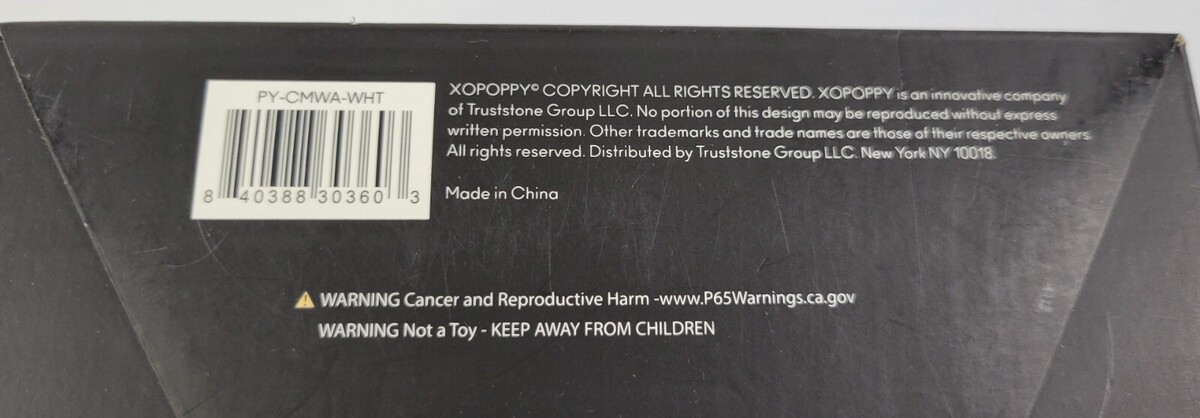 PY-CMWA-WHT
8 40388 30360 3
XOPOPPY© COPYRIGHT ALL RIGHTS RESERVED. XOPOPPY is an innovative company
of Truststone Group LLC. No portion of this design may be reproduced without express
written permission. Other trademarks and trade names are those of their respective owners.
All rights reserved. Distributed by Truststone Group LLC. New York NY 10018.
Made in China
WARNING Cancer and Reproductive Harm -www.P65Warnings.ca.gov
WARNING Not a Toy - KEEP AWAY FROM CHILDREN